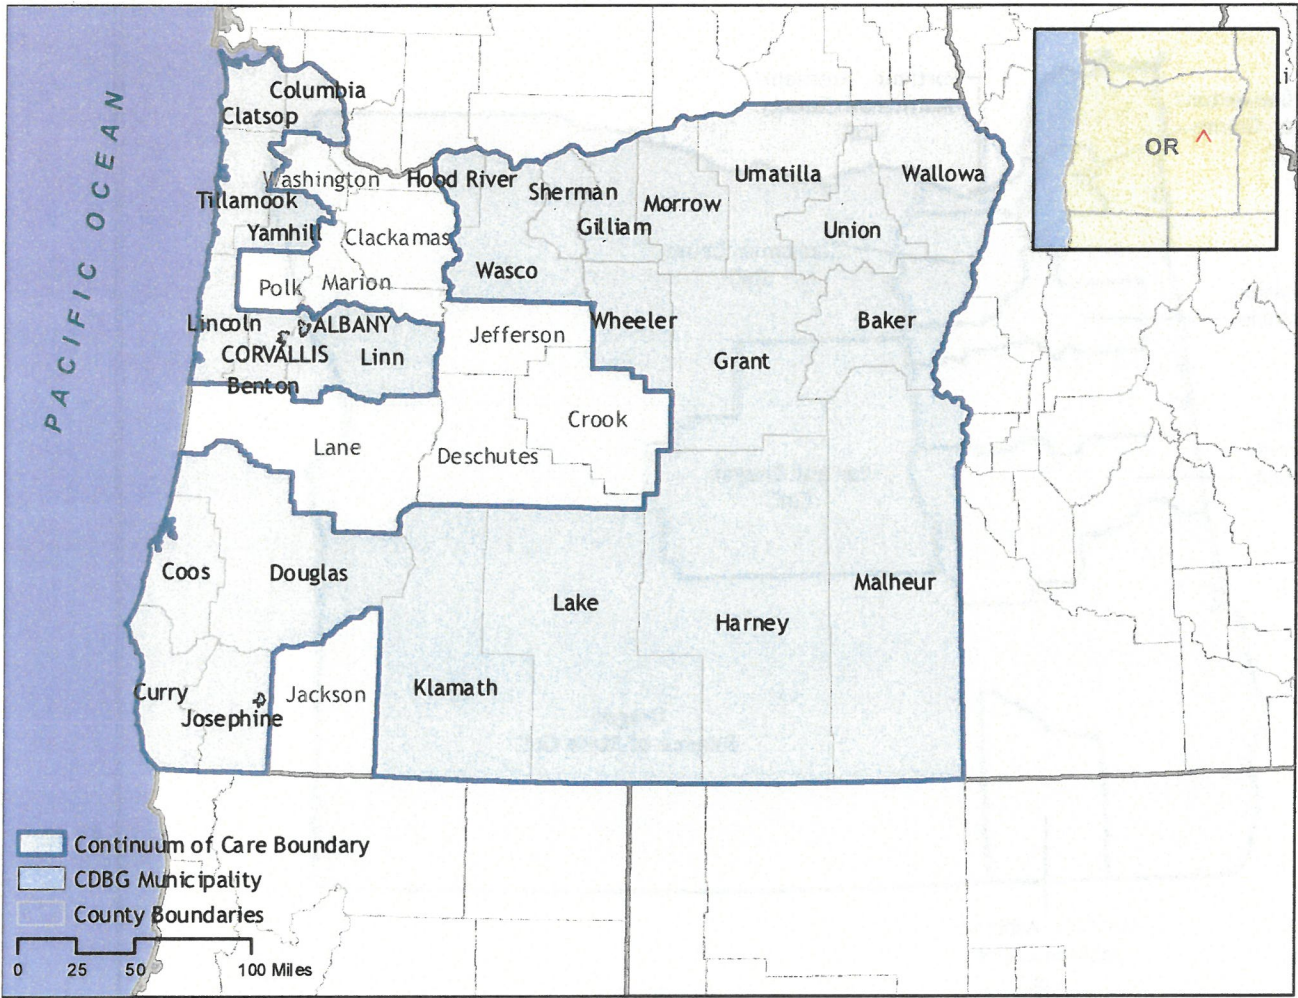 Columbia
Clatsop
OR
Washington
Hood River
Umatilla
Wallowa
Sherman
Tillamook
Morrow
Gilliam
Union
Yamhill
Clackamas
PACIFIC OCEAN
Wasco
Polk
Marion
Lincoln
ALBANY
Jefferson
Wheeler
Baker
CORVALLIS
Linn
Grant
Benton
Crook
Lane
Deschutes
Coos
Douglas
Malheur
Lake
Harney
Curry
Jackson
Klamath
Josephine
Continuum of Care Boundary
CDBG Municipality
County Boundaries
0 25 50 100 Miles